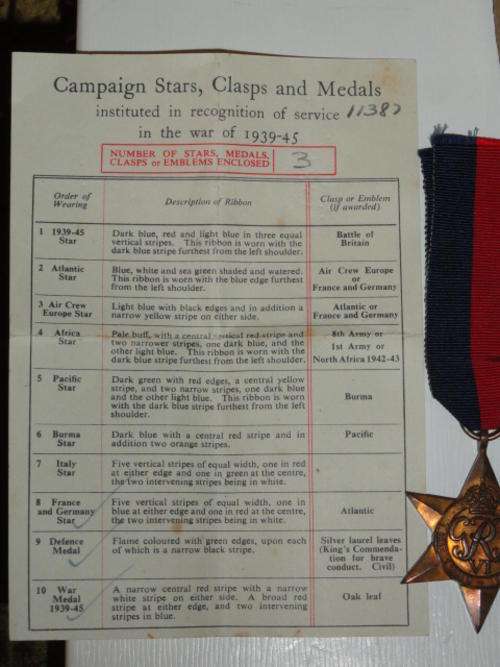 Campaign Stars, Clasps and Medals
instituted in recognition of service 11387
in the war of 1939-45
NUMBER OF STARS, MEDALS, 3
CLASPS or EMBLEMS ENCLOSED
Order of Wearing Description of Ribbon Clasp or Emblem (if awarded)
1 1939-45 Star
Dark blue, red and light blue in three equal
vertical stripes. This ribbon is worn with the
dark blue stripe furthest from the left shoulder.
Battle of
Britain
2 Atlantic Star
Blue, white and sea green shaded and watered.
This ribbon is worn with the blue edge furthest
from the left shoulder.
Air Crew Europe
or
France and Germany
3 Air Crew
Europe Star
Light blue with black edges and in addition a
narrow yellow stripe on either side.
Atlantic or
France and Germany
4 Africa
Star
Pale buff, with a central vertical red stripe and
two narrower stripes, one dark blue, and the
other light blue. This ribbon is worn with the
dark blue stripe furthest from the left shoulder.
8th Army or
1st Army or
North Africa 1942-43
5 Pacific
Star
Dark green with red edges, a central yellow
stripe, and two narrow stripes, one dark blue
and the other light blue. This ribbon is worn
with the dark blue stripe furthest from the left
shoulder.
Burma
6 Burma
Star
Dark blue with a central red stripe and in
addition two orange stripes.
Pacific
7 Italy
Star
Five vertical stripes of equal width, one in red
at either edge and one in green at the centre,
the two intervening stripes being in white.
8 France
and Germany
Star
Five vertical stripes of equal width, one in
blue at either edge and one in red at the centre,
the two intervening stripes being in white.
Atlantic
9 Defence
Medal
Flame coloured with green edges, upon each
of which is a narrow black stripe.
Silver laurel leaves
(King's Commenda-
tion for brave
conduct. Civil)
10 War
Medal
1939-45
A narrow central red stripe with a narrow
white stripe on either side. A broad red
stripe at either edge, and two intervening
stripes in blue.
Oak leaf
GRI
VI